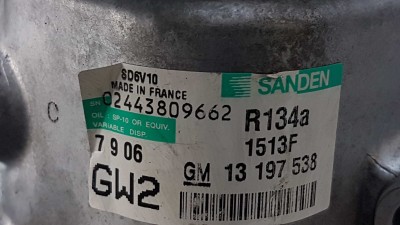 SD6V10
MADE IN FRANCE
SANDEN
02443809662
OIL : SP-10 OR EQUIV.
VARIABLE DISP.
R134a
1513F
7 9 06
GW2
GM 13 197 538
C